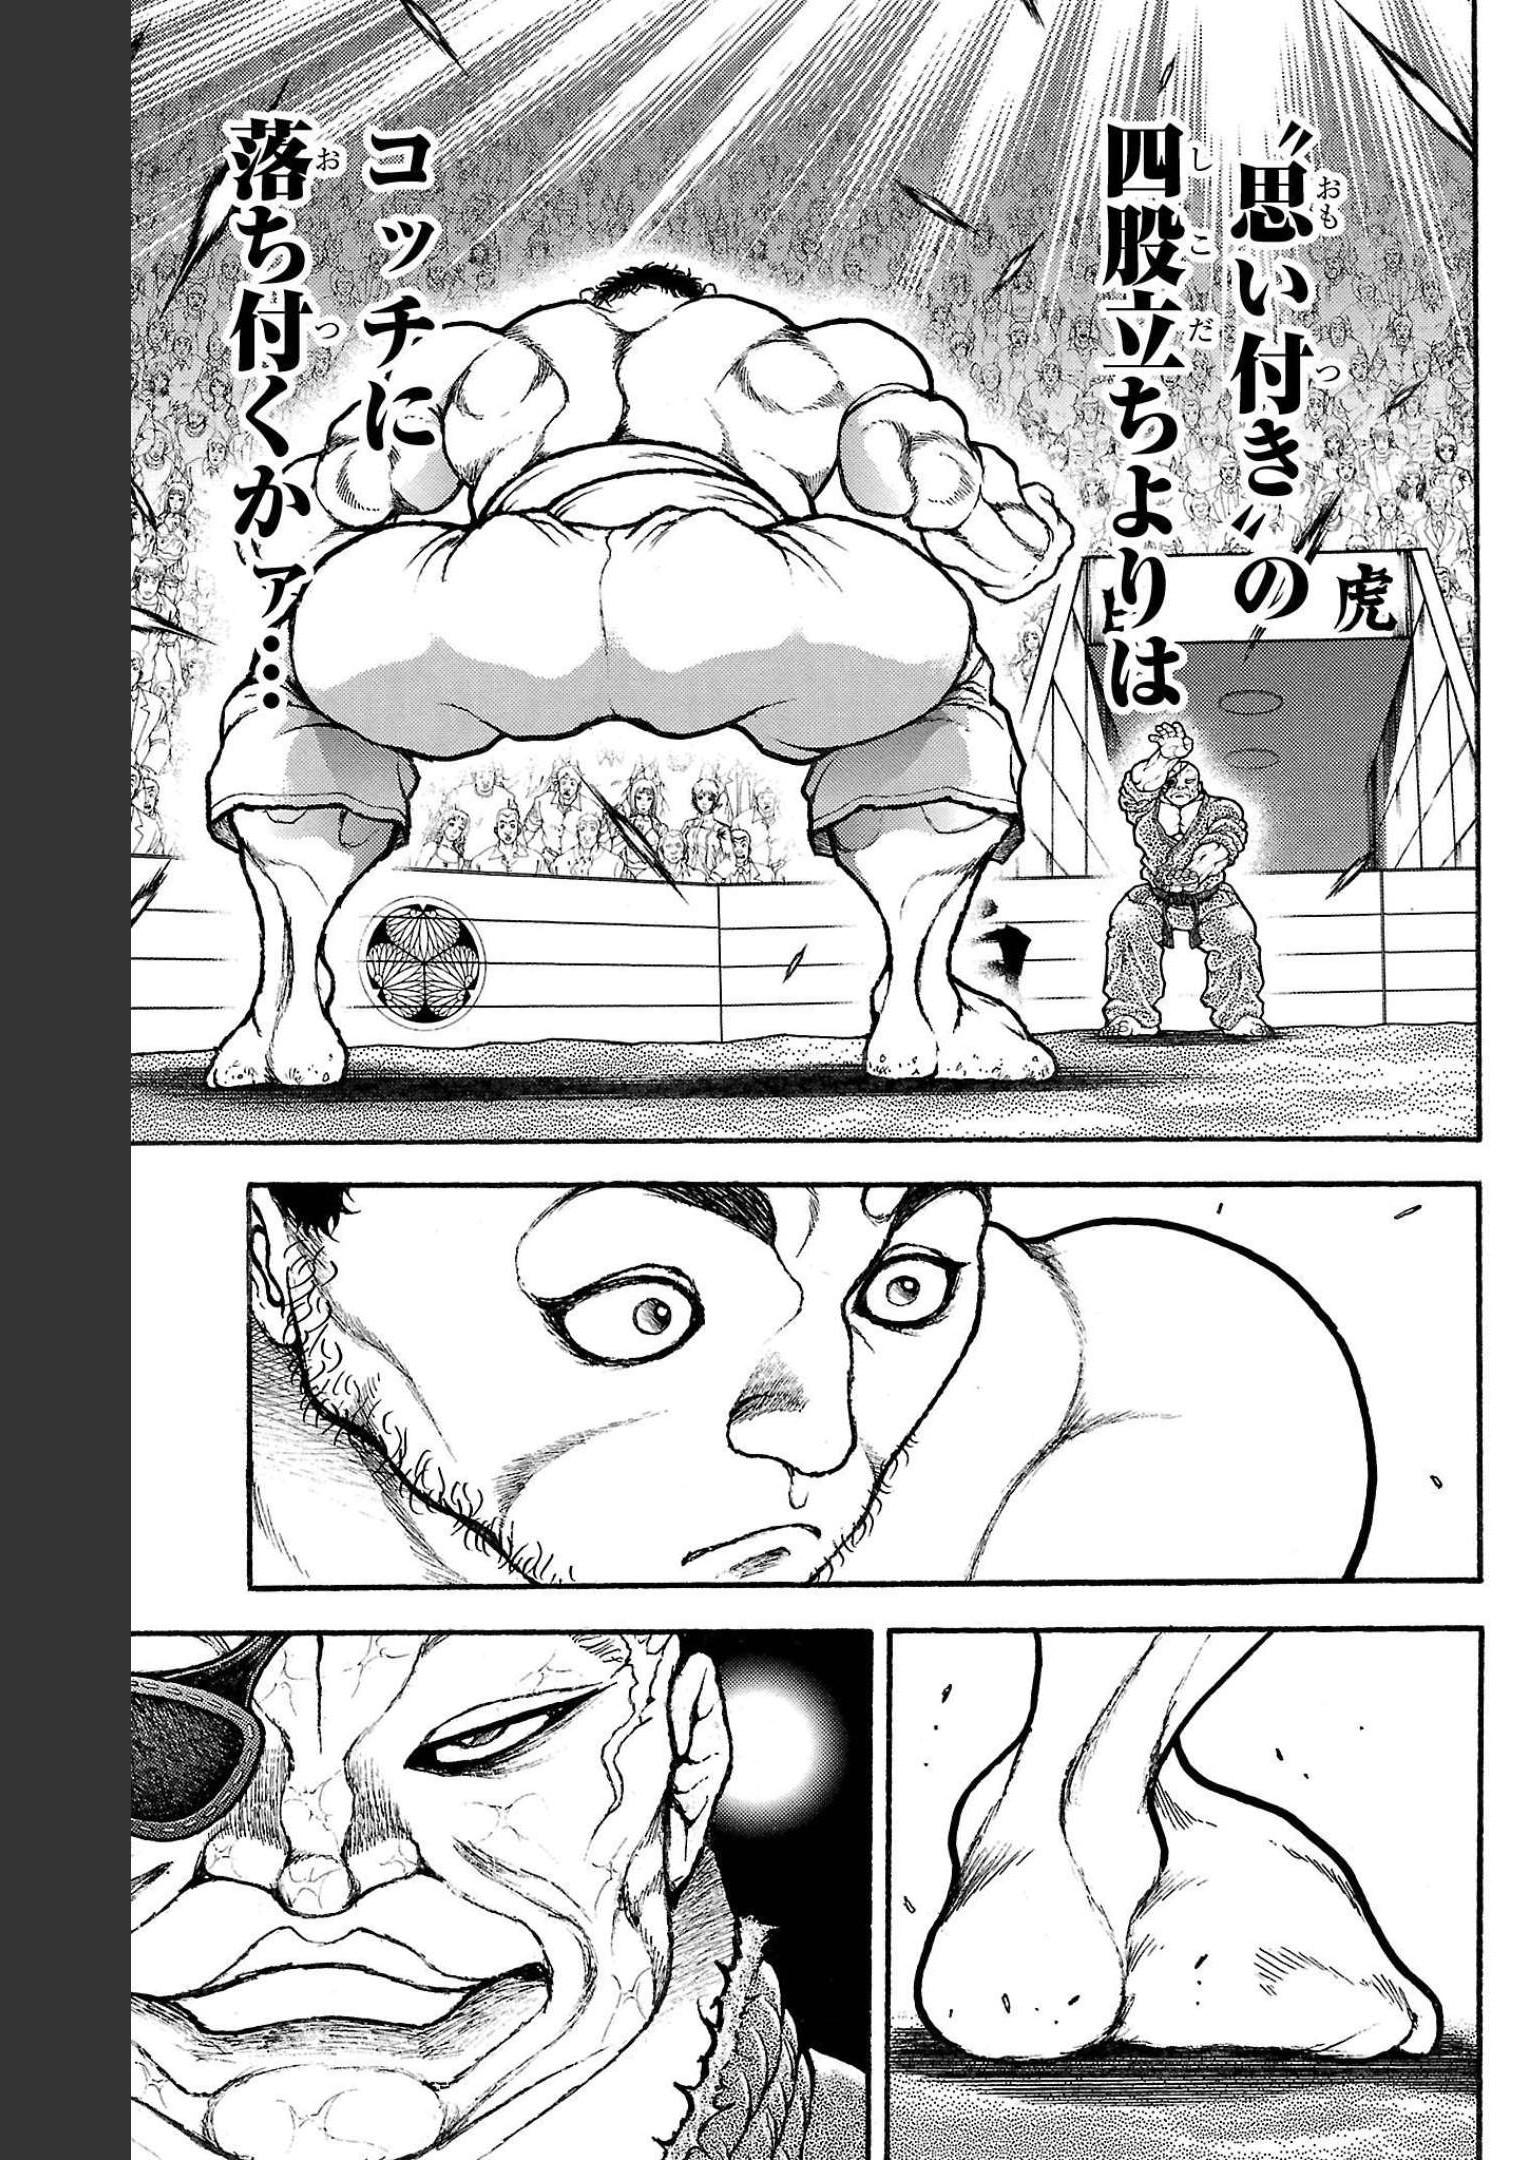 〝思い付き〟の
四股立ちよりは
コッチに
落ち付くかァ…
虎